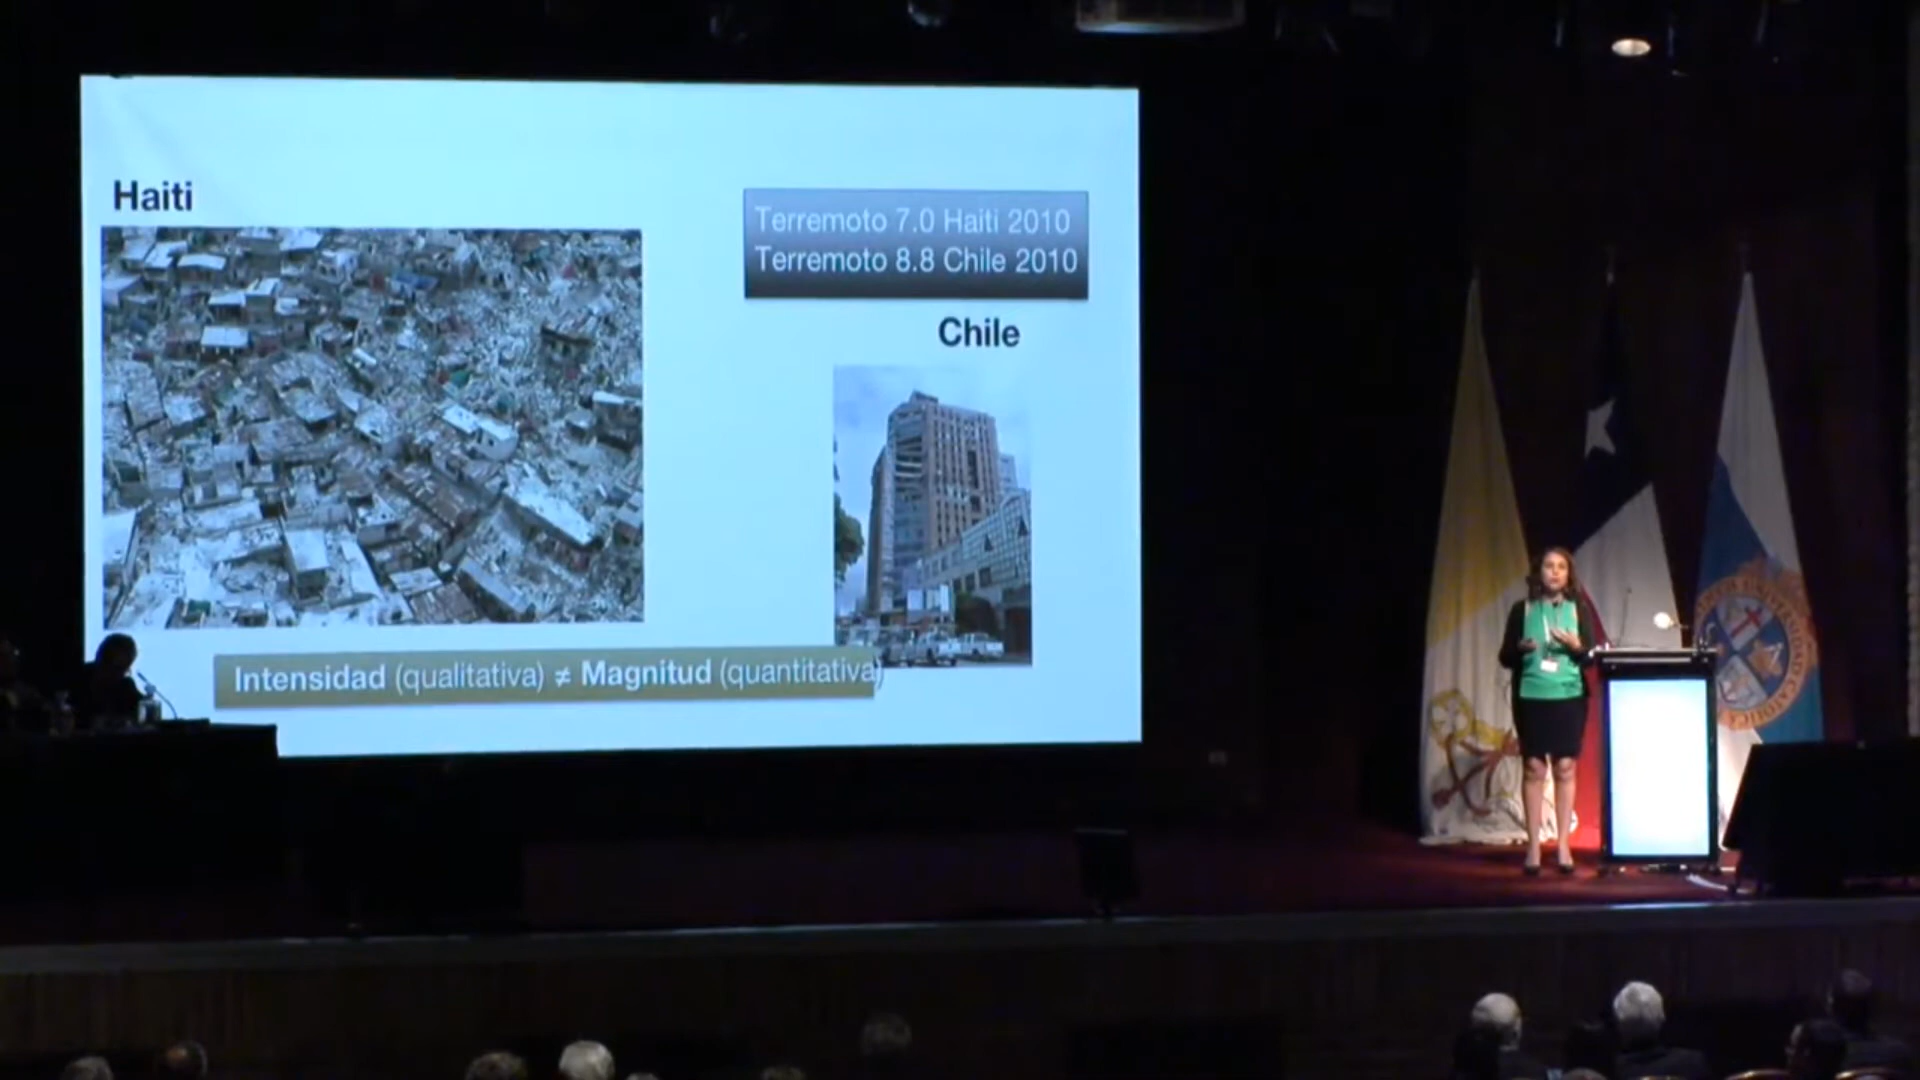 Haiti
Terremoto 7.0 Haiti 2010
Terremoto 8.8 Chile 2010
Chile
Intensidad (qualitativa) ≠ Magnitud (quantitativa)